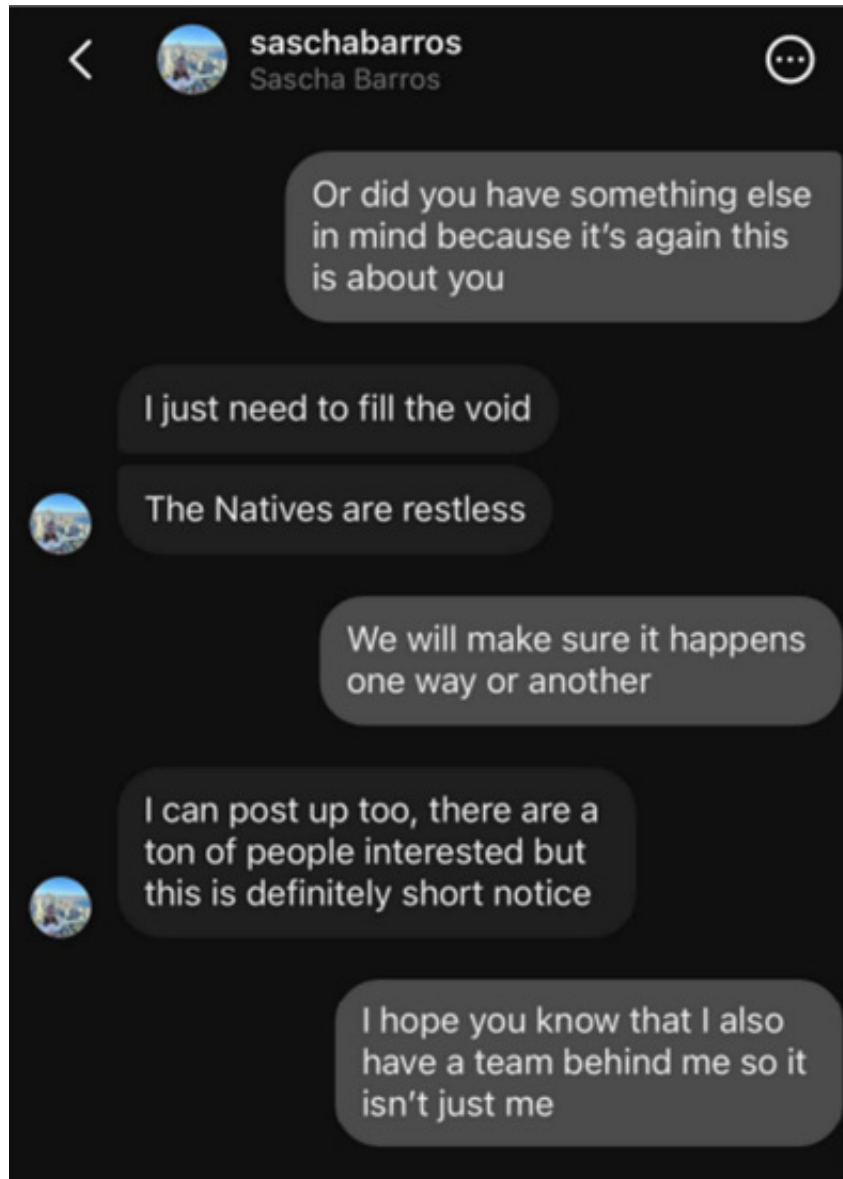 saschabarros
Sascha Barros
Or did you have something else
in mind because it's again this
is about you
I just need to fill the void
The Natives are restless
We will make sure it happens
one way or another
I can post up too, there are a
ton of people interested but
this is definitely short notice
I hope you know that I also
have a team behind me so it
isn't just me